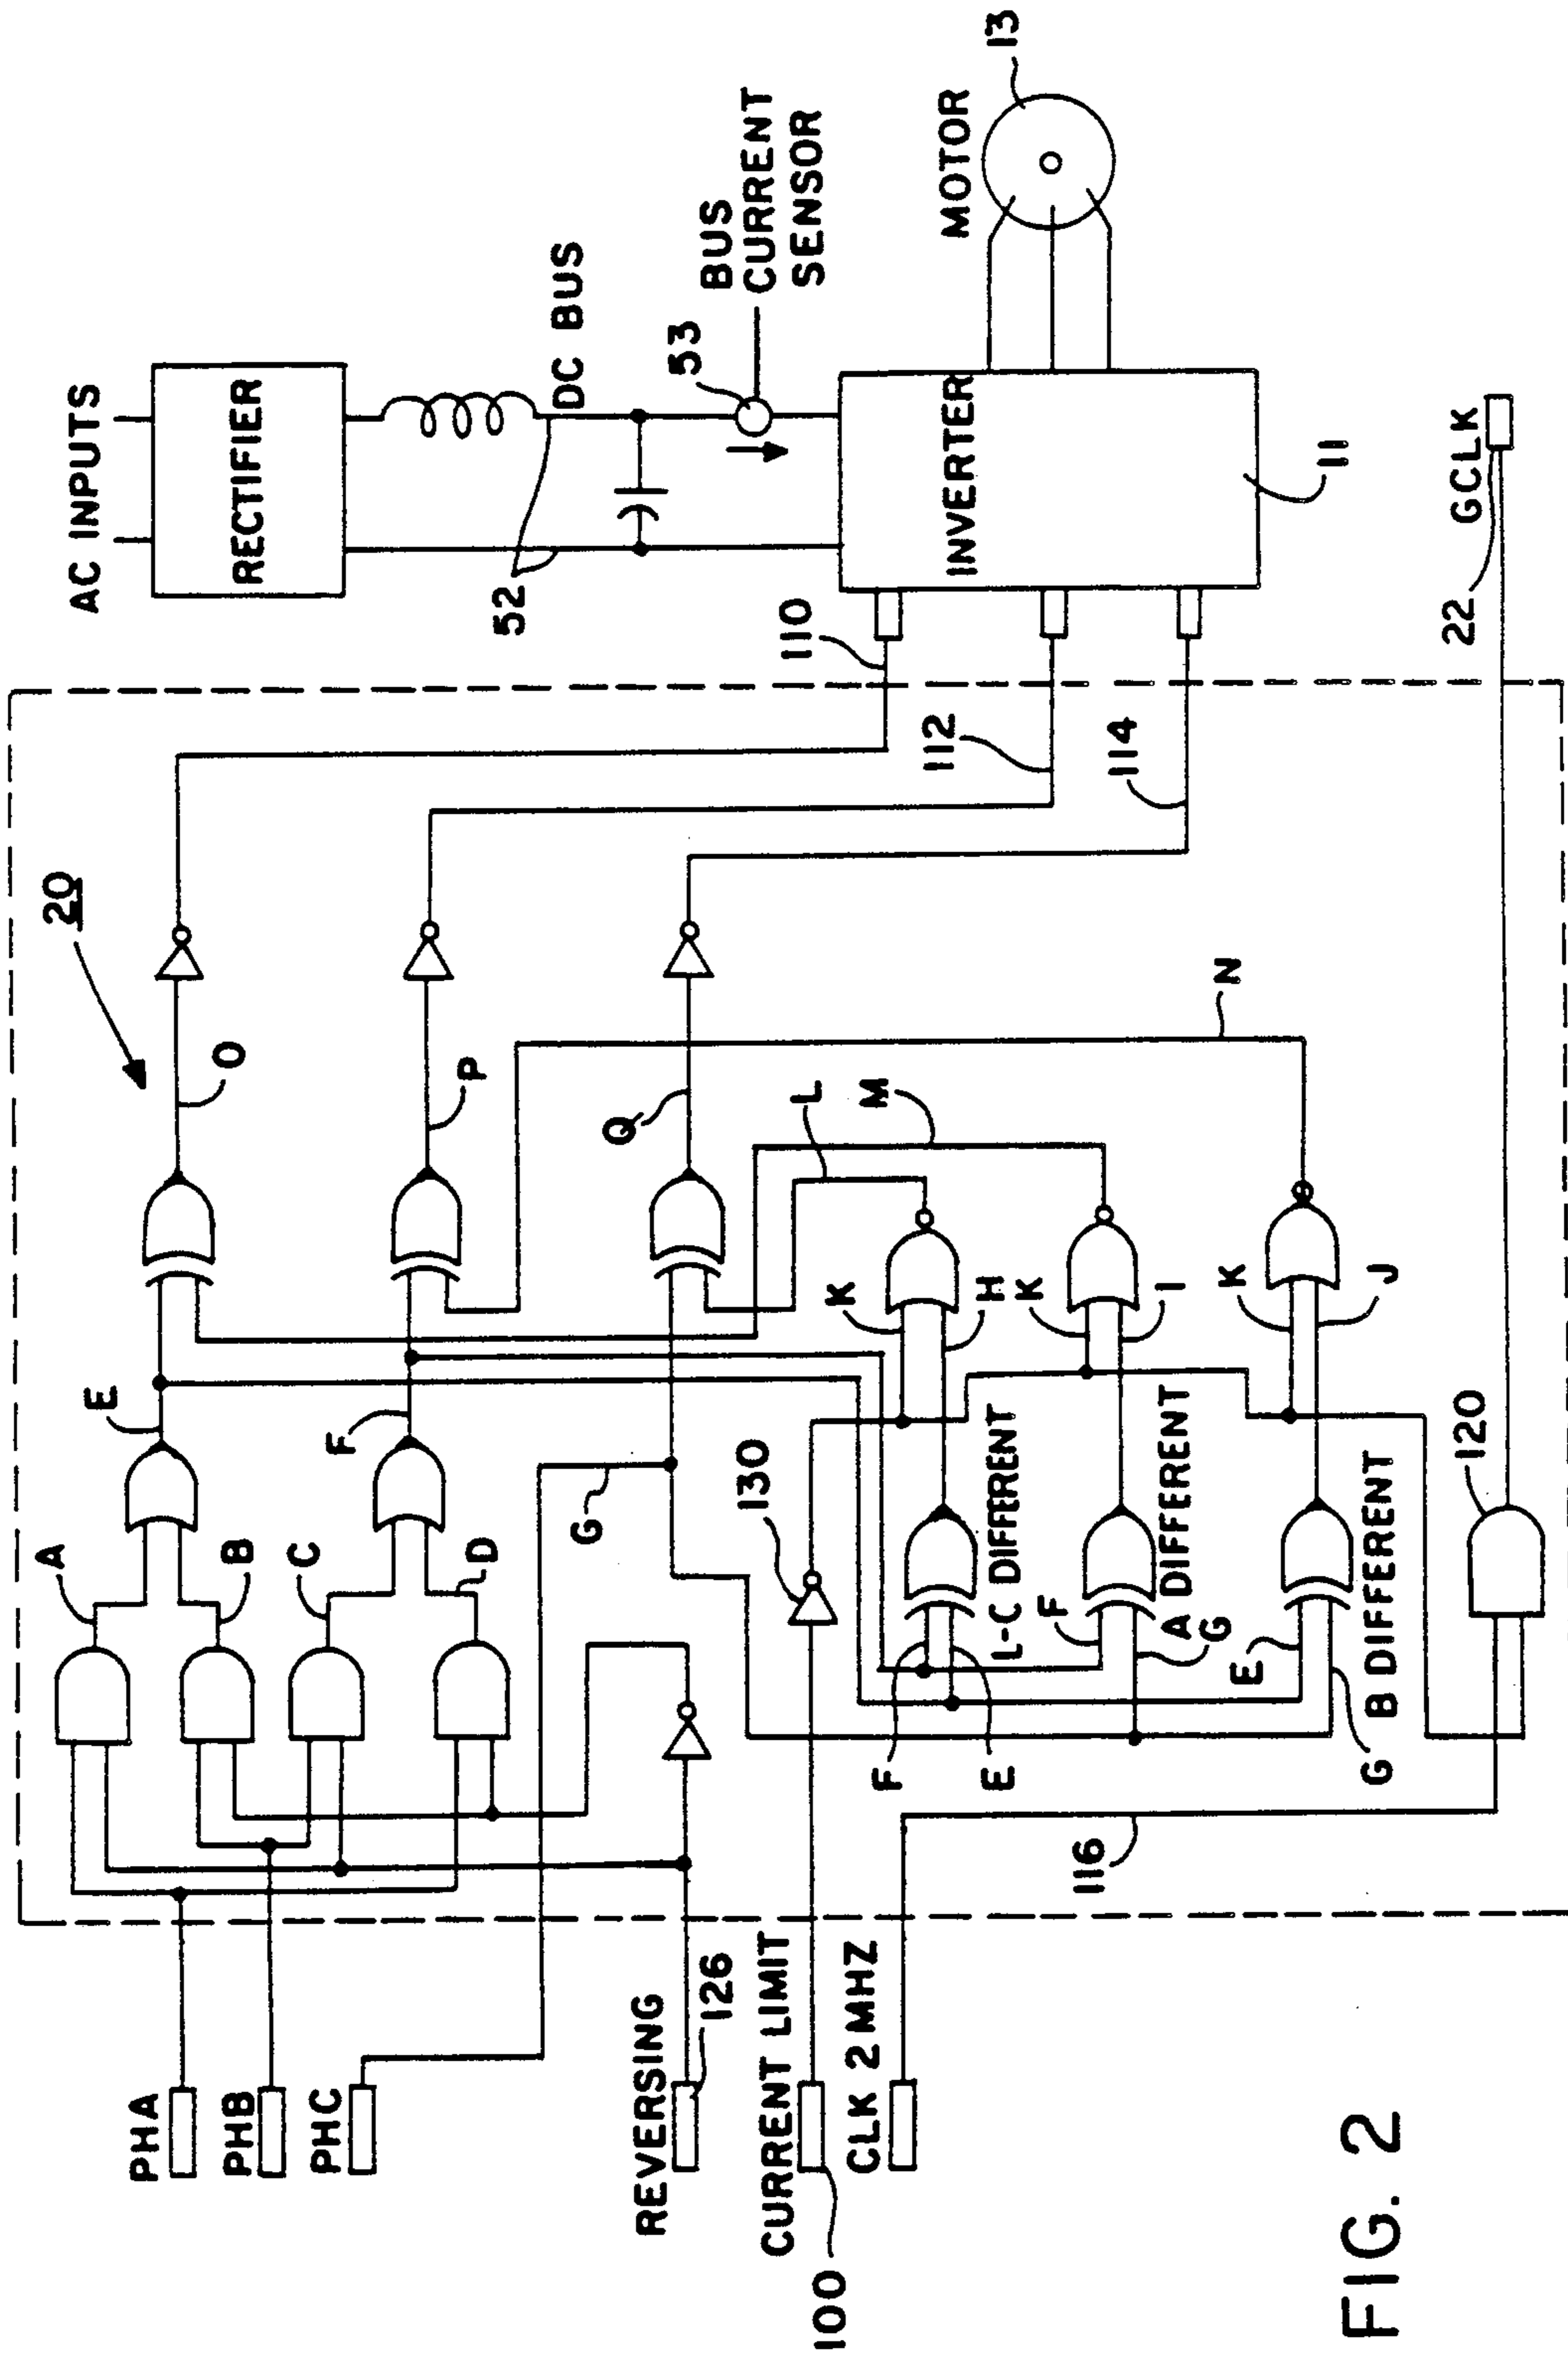 AC INPUTS
RECTIFIER
DC BUS
52
53
BUS
CURRENT
SENSOR
INVERTER
11
MOTOR
13
110
112
114
GCLK
22
20
O
P
Q
L
M
N
E
F
G
A
B
C
D
130
K
H
K
I
K
J
L-C DIFFERENT
A DIFFERENT
B DIFFERENT
F
E
F
G
E
G
120
116
PHA
PHB
PHC
REVERSING
126
CURRENT LIMIT
100
CLK 2 MHZ
FIG. 2